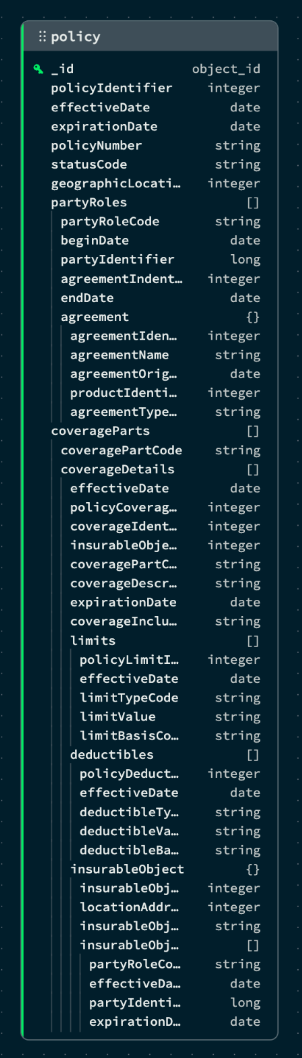 policy
_id object_id
policyIdentifier integer
effectiveDate date
expirationDate date
policyNumber string
statusCode string
geographicLocati… integer
partyRoles []
partyRoleCode string
beginDate date
partyIdentifier long
agreementIndent… integer
endDate date
agreement {}
agreementIden… integer
agreementName string
agreementOrig… date
productIdenti… integer
agreementType… string
coverageParts []
coveragePartCode string
coverageDetails []
effectiveDate date
policyCoverag… integer
coverageIdent… integer
insurableObje… integer
coveragePartC… string
coverageDescr… string
expirationDate date
coverageInclu… string
limits []
policyLimitI… integer
effectiveDate date
limitTypeCode string
limitValue string
limitBasisCo… string
deductibles []
policyDeduct… integer
effectiveDate date
deductibleTy… string
deductibleVa… string
deductibleBa… string
insurableObject {}
insurableObj… integer
locationAddr… integer
insurableObj… string
insurableObj… []
partyRoleCo… string
effectiveDa… date
partyIdenti… long
expirationD… date